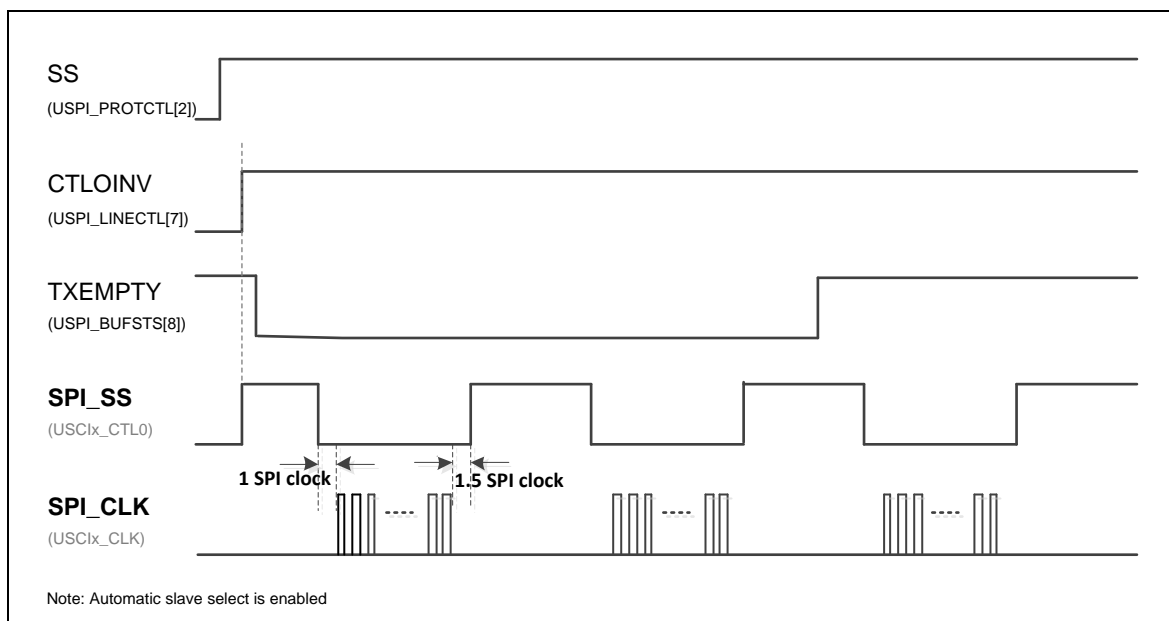 SS
(USPI_PROTCTL[2])
CTLOINV
(USPI_LINECTL[7])
TXEMPTY
(USPI_BUFSTS[8])
SPI_SS
(USCIx_CTL0)
1 SPI clock
1.5 SPI clock
SPI_CLK
(USCIx_CLK)
Note: Automatic slave select is enabled